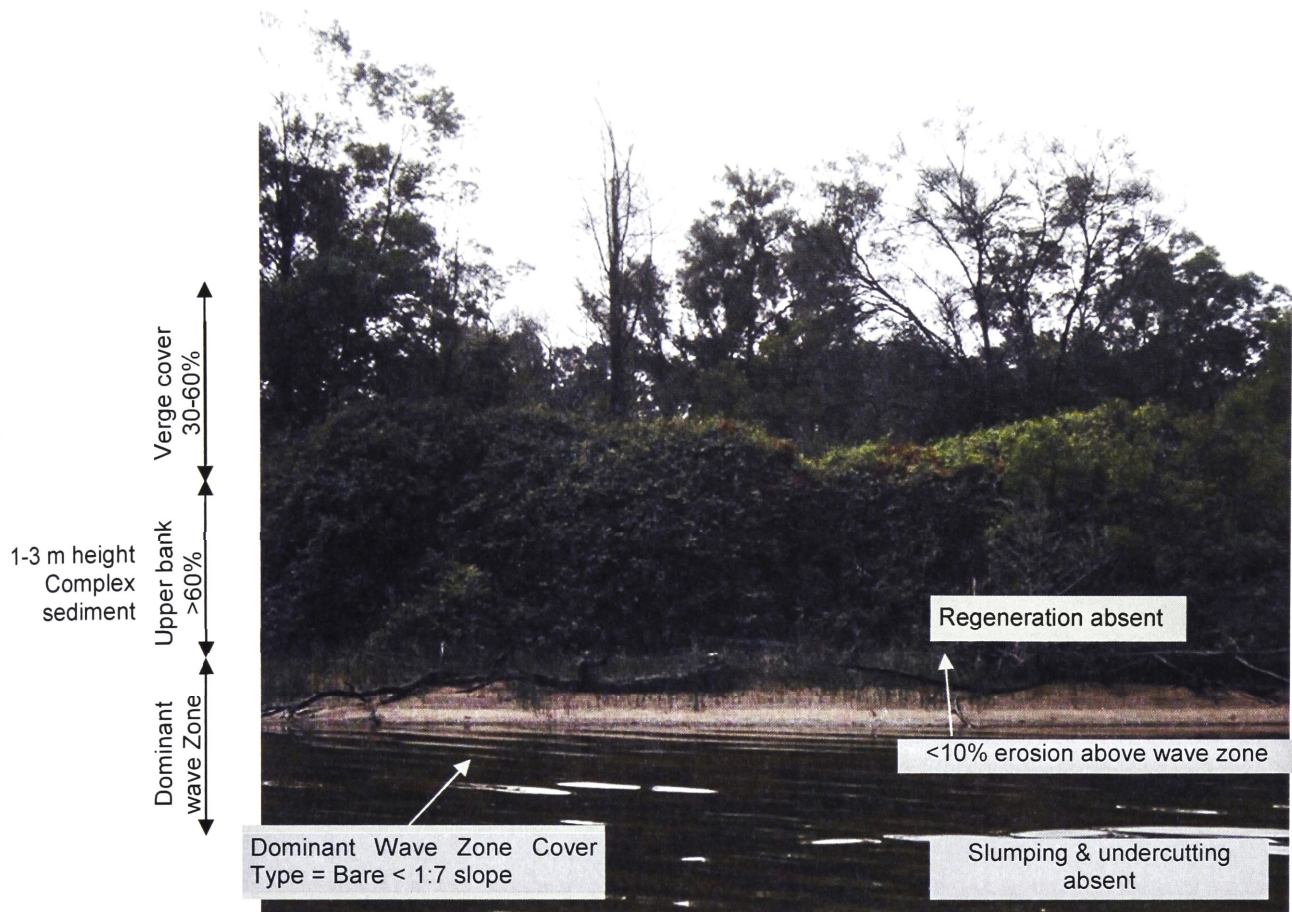 Verge cover
30-60%
1-3 m height
Complex
sediment
Upper bank
>60%
Regeneration absent
Dominant
wave Zone
<10% erosion above wave zone
Dominant Wave Zone Cover
Type = Bare < 1:7 slope
Slumping & undercutting
absent